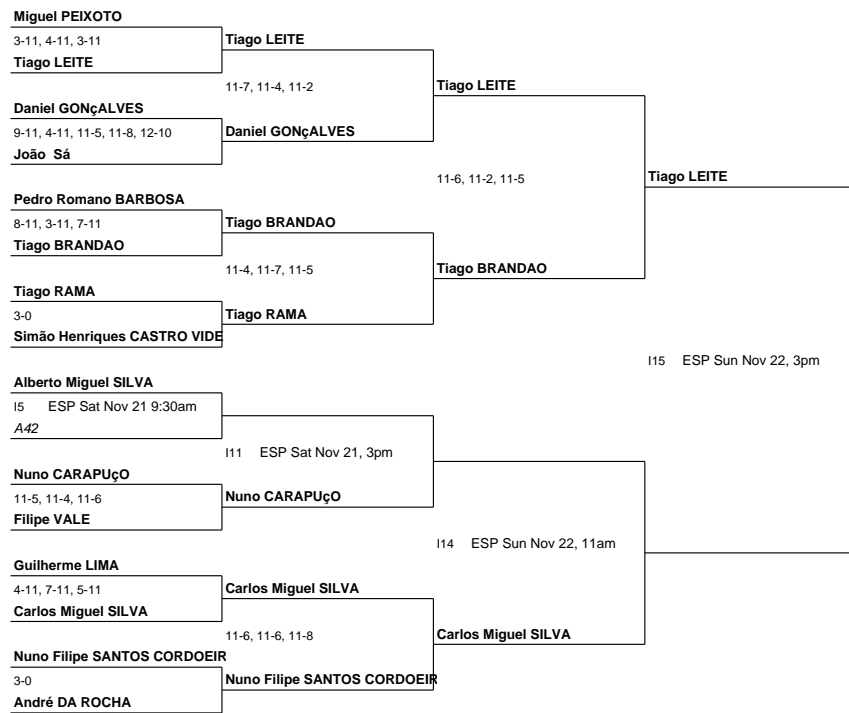 Miguel PEIXOTO
3-11, 4-11, 3-11
Tiago LEITE
Tiago LEITE
11-7, 11-4, 11-2
Tiago LEITE
Daniel GONçALVES
9-11, 4-11, 11-5, 11-8, 12-10
Daniel GONçALVES
João Sá
11-6, 11-2, 11-5
Tiago LEITE
Pedro Romano BARBOSA
8-11, 3-11, 7-11
Tiago BRANDAO
Tiago BRANDAO
11-4, 11-7, 11-5
Tiago BRANDAO
Tiago RAMA
3-0
Tiago RAMA
Simão Henriques CASTRO VIDE
I15 ESP Sun Nov 22, 3pm
Alberto Miguel SILVA
I5 ESP Sat Nov 21 9:30am
A42
I11 ESP Sat Nov 21, 3pm
Nuno CARAPUçO
11-5, 11-4, 11-6
Nuno CARAPUçO
Filipe VALE
I14 ESP Sun Nov 22, 11am
Guilherme LIMA
4-11, 7-11, 5-11
Carlos Miguel SILVA
Carlos Miguel SILVA
11-6, 11-6, 11-8
Carlos Miguel SILVA
Nuno Filipe SANTOS CORDOEIR
3-0
Nuno Filipe SANTOS CORDOEIR
André DA ROCHA